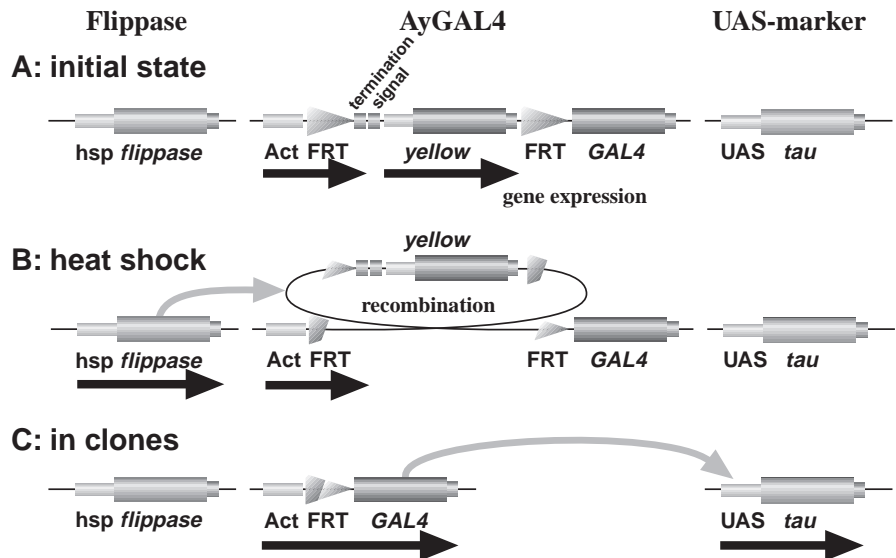 Flippase AyGAL4 UAS-marker
A: initial state
termination
signal
hsp flippase Act FRT yellow FRT GAL4 UAS tau
gene expression
B: heat shock
yellow
recombination
hsp flippase Act FRT FRT GAL4 UAS tau
C: in clones
hsp flippase Act FRT GAL4 UAS tau